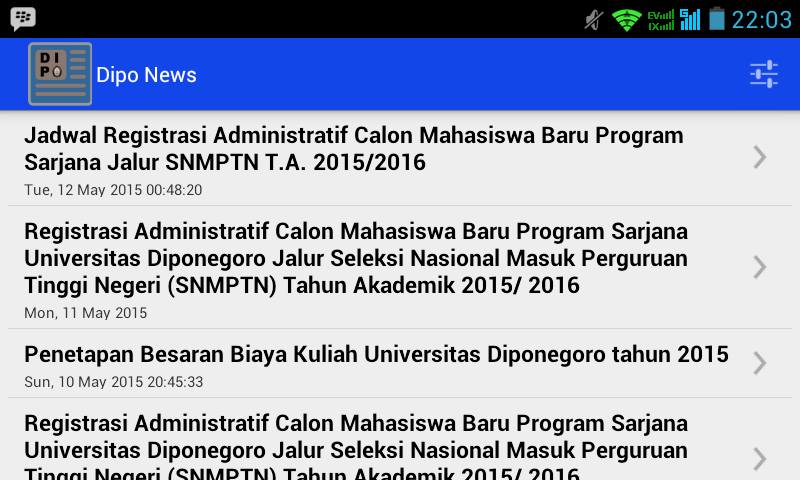 EV G 22:03
1X
DI
PO
Dipo News
Jadwal Registrasi Administratif Calon Mahasiswa Baru Program
Sarjana Jalur SNMPTN T.A. 2015/2016
Tue, 12 May 2015 00:48:20
Registrasi Administratif Calon Mahasiswa Baru Program Sarjana
Universitas Diponegoro Jalur Seleksi Nasional Masuk Perguruan
Tinggi Negeri (SNMPTN) Tahun Akademik 2015/ 2016
Mon, 11 May 2015
Penetapan Besaran Biaya Kuliah Universitas Diponegoro tahun 2015
Sun, 10 May 2015 20:45:33
Registrasi Administratif Calon Mahasiswa Baru Program Sarjana
Universitas Diponegoro Jalur Seleksi Nasional Masuk Perguruan
Tinggi Negeri (SNMPTN) Tahun Akademik 2015/ 2016